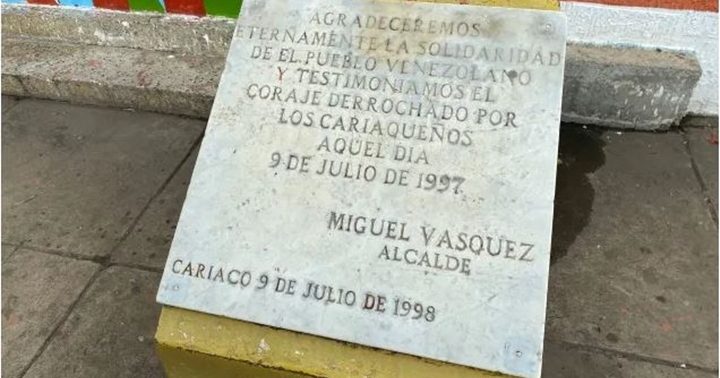 AGRADECEREMOS
ETERNAMENTE LA SOLIDARIDAD
DE EL PUEBLO VENEZOLANO
Y TESTIMONIAMOS EL
CORAJE DERROCHADO POR
LOS CARIAQUEÑOS
AQUEL DIA
9 DE JULIO DE 1997
MIGUEL VASQUEZ
ALCALDE
CARIACO 9 DE JULIO DE 1998